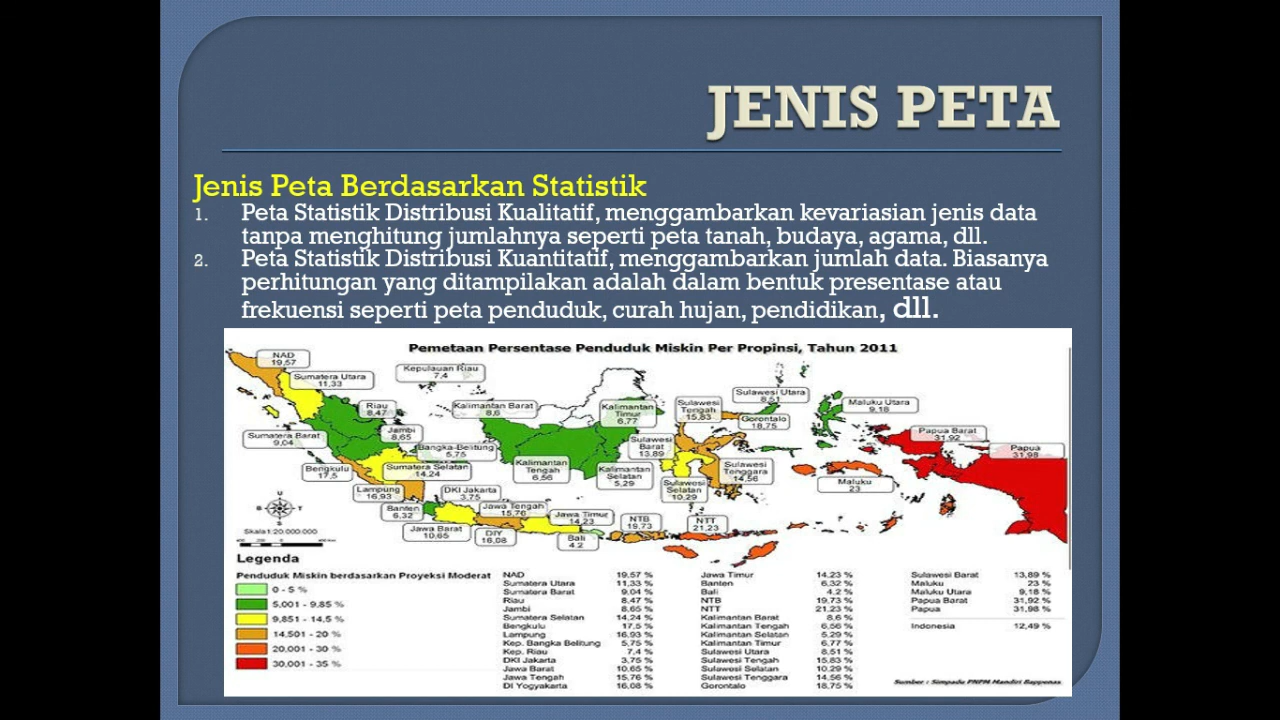 JENIS PETA
Jenis Peta Berdasarkan Statistik
1. Peta Statistik Distribusi Kualitatif, menggambarkan kevariasian jenis data
tanpa menghitung jumlahnya seperti peta tanah, budaya, agama, dll.
2. Peta Statistik Distribusi Kuantitatif, menggambarkan jumlah data. Biasanya
perhitungan yang ditampilakan adalah dalam bentuk presentase atau
frekuensi seperti peta penduduk, curah hujan, pendidikan, dll.
Pemetaan Persentase Penduduk Miskin Per Propinsi, Tahun 2011
NAD
19,57
Sumatera Utara
11,33
Kepulauan Riau
7,4
Riau
8,47
Jambi
8,65
Sumatera Barat
9,04
Bangka-Belitung
5,75
Bengkulu
17,5
Sumatera Selatan
14,24
Lampung
16,93
DKI Jakarta
3,75
Banten
6,32
Jawa Barat
10,65
Jawa Tengah
15,76
DIY
16,08
Jawa Timur
14,23
Bali
4,2
NTB
19,73
NTT
21,23
Kalimantan Barat
8,6
Kalimantan
Timur
6,77
Kalimantan
Tengah
6,56
Kalimantan
Selatan
5,29
Sulawesi
Tengah
15,83
Sulawesi Utara
8,51
Gorontalo
18,75
Sulawesi
Barat
13,89
Sulawesi
Selatan
10,29
Sulawesi
Tenggara
14,56
Maluku Utara
9,18
Maluku
23
Papua Barat
31,92
Papua
31,98
U
B T
S
Skala 1:20.000.000
Legenda
Penduduk Miskin berdasarkan Proyeksi Moderat
0 - 5 %
5,001 - 9,85 %
9,851 - 14,5 %
14,501 - 20 %
20,001 - 30 %
30,001 - 35 %
NAD 19,57 %
Sumatera Utara 11,33 %
Sumatera Barat 9,04 %
Riau 8,47 %
Jambi 8,65 %
Sumatera Selatan 14,24 %
Bengkulu 17,5 %
Lampung 16,93 %
Kep. Bangka Belitung 5,75 %
Kep. Riau 7,4 %
DKI Jakarta 3,75 %
Jawa Barat 10,65 %
Jawa Tengah 15,76 %
DI Yogyakarta 16,08 %
Jawa Timur 14,23 %
Banten 6,32 %
Bali 4.2 %
NTB 19,73 %
NTT 21,23 %
Kalimantan Barat 8,6 %
Kalimantan Tengah 6,56 %
Kalimantan Selatan 5,29 %
Kalimantan Timur 6,77 %
Sulawesi Utara 8,51 %
Sulawesi Tengah 15,83 %
Sulawesi Selatan 10,29 %
Sulawesi Tenggara 14,56 %
Gorontalo 18,75 %
Sulawesi Barat 13,89 %
Maluku 23 %
Maluku Utara 9,18 %
Papua Barat 31,92 %
Papua 31,98 %
Indonesia 12,49 %
Sumber : Simpadu PNPM Mandiri Bappenas